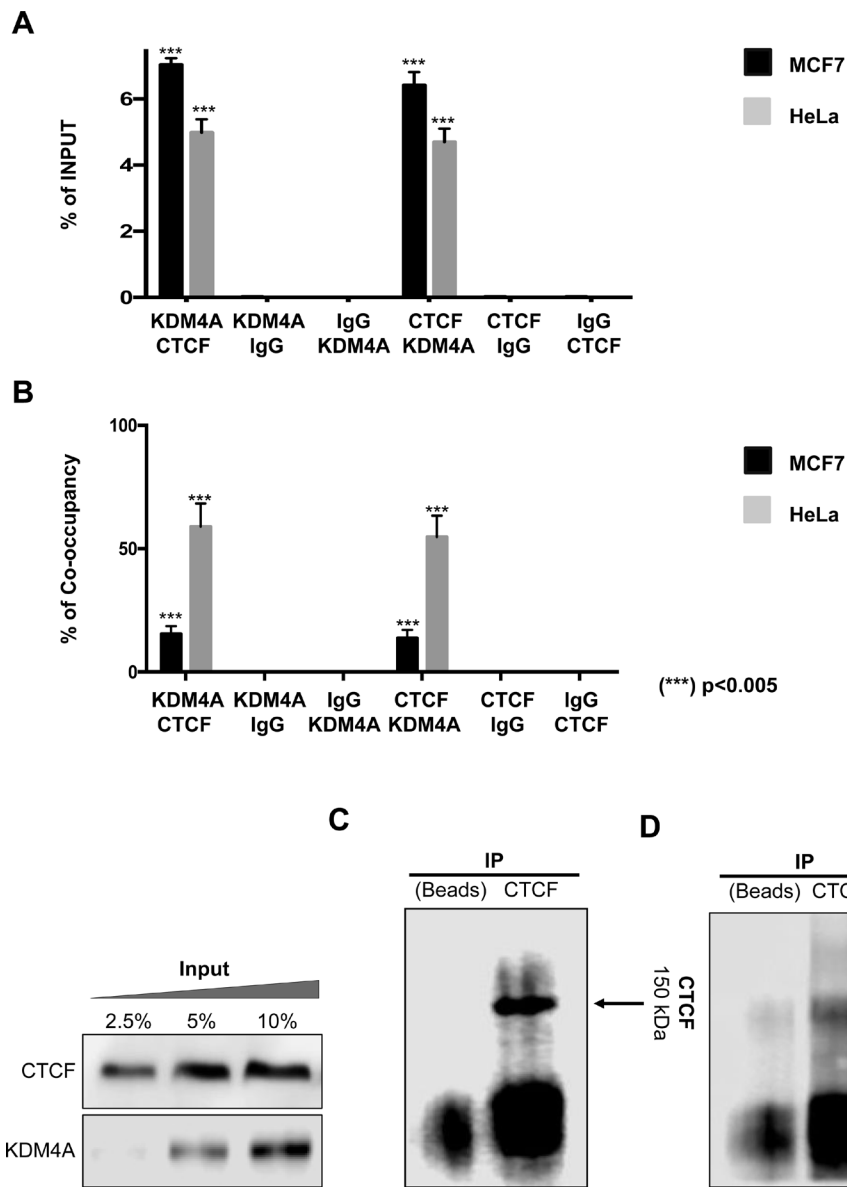 A
% of INPUT
6
4
2
0
*** *** *** ***
KDM4A KDM4A IgG CTCF CTCF IgG
CTCF IgG KDM4A KDM4A IgG CTCF
MCF7
HeLa
B
% of Co-occupancy
100
50
0
*** *** *** ***
KDM4A KDM4A IgG CTCF CTCF IgG
CTCF IgG KDM4A KDM4A IgG CTCF
MCF7
HeLa
(***) p<0.005
Input
2.5% 5% 10%
CTCF
KDM4A
C
IP
(Beads) CTCF
CTCF
150 kDa
D
IP
(Beads)